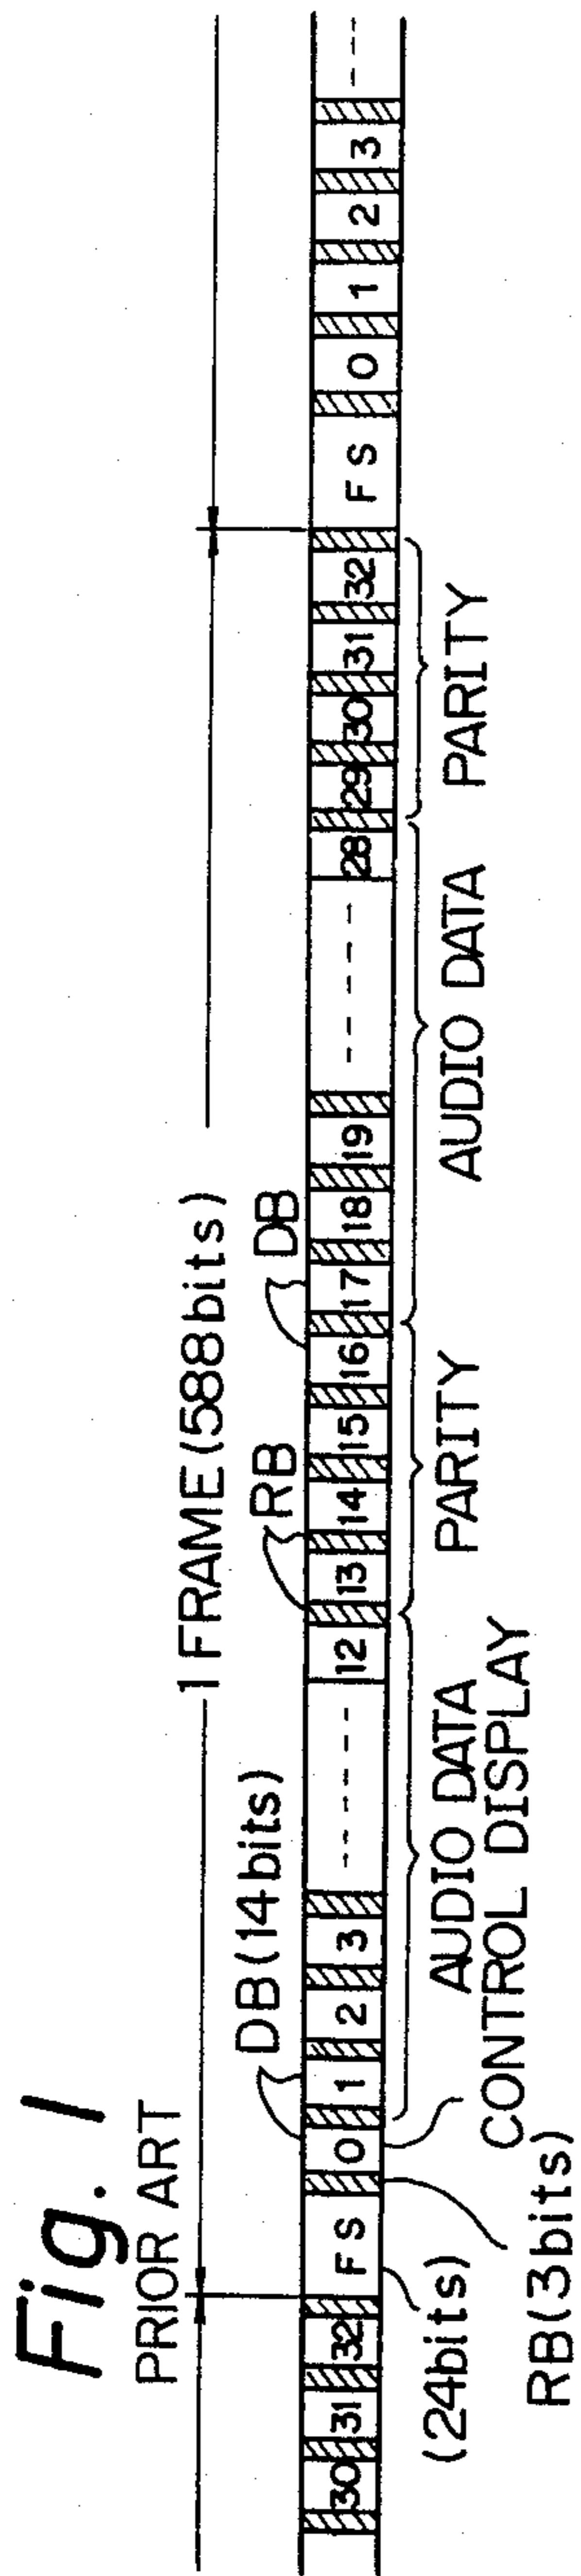 Fig. 1
PRIOR ART
1 FRAME (588bits)
DB (14bits)
RB
DB
30 31 32 FS 0 1 2 3 ------ 12 13 14 15 16 17 18 19 ----- 28 29 30 31 32 FS 0 1 2 3 ---
(24bits)
RB (3bits)
CONTROL DISPLAY
AUDIO DATA
PARITY
AUDIO DATA
PARITY